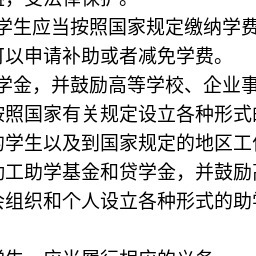 学生应当按照国家规定缴纳学费
可以申请补助或者减免学费。
学金，并鼓励高等学校、企业事
按照国家有关规定设立各种形式的
的学生以及到国家规定的地区工作
勤工助学基金和贷学金，并鼓励高
会组织和个人设立各种形式的助学